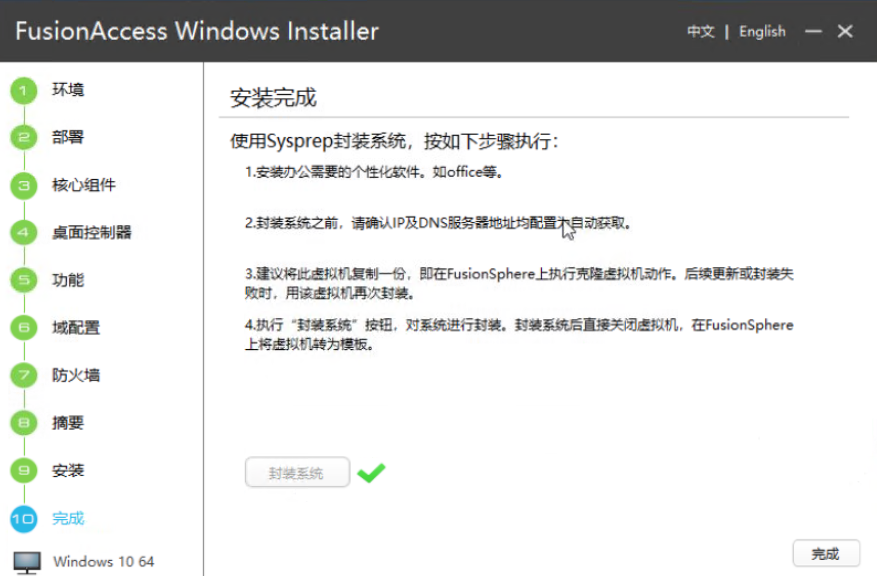 FusionAccess Windows Installer
中文 | English
1 环境
2 部署
3 核心组件
4 桌面控制器
5 功能
6 域配置
7 防火墙
8 摘要
9 安装
10 完成
Windows 10 64
安装完成
使用Sysprep封装系统，按如下步骤执行：
1.安装办公需要的个性化软件。如office等。
2.封装系统之前，请确认IP及DNS服务器地址均配置为自动获取。
3.建议将此虚拟机复制一份，即在FusionSphere上执行克隆虚拟机动作。后续更新或封装失
败时，用该虚拟机再次封装。
4.执行“封装系统”按钮，对系统进行封装。封装系统后直接关闭虚拟机，在FusionSphere
上将虚拟机转为模板。
封装系统
完成